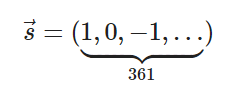 s⃗ = (1, 0, −1, …)
361